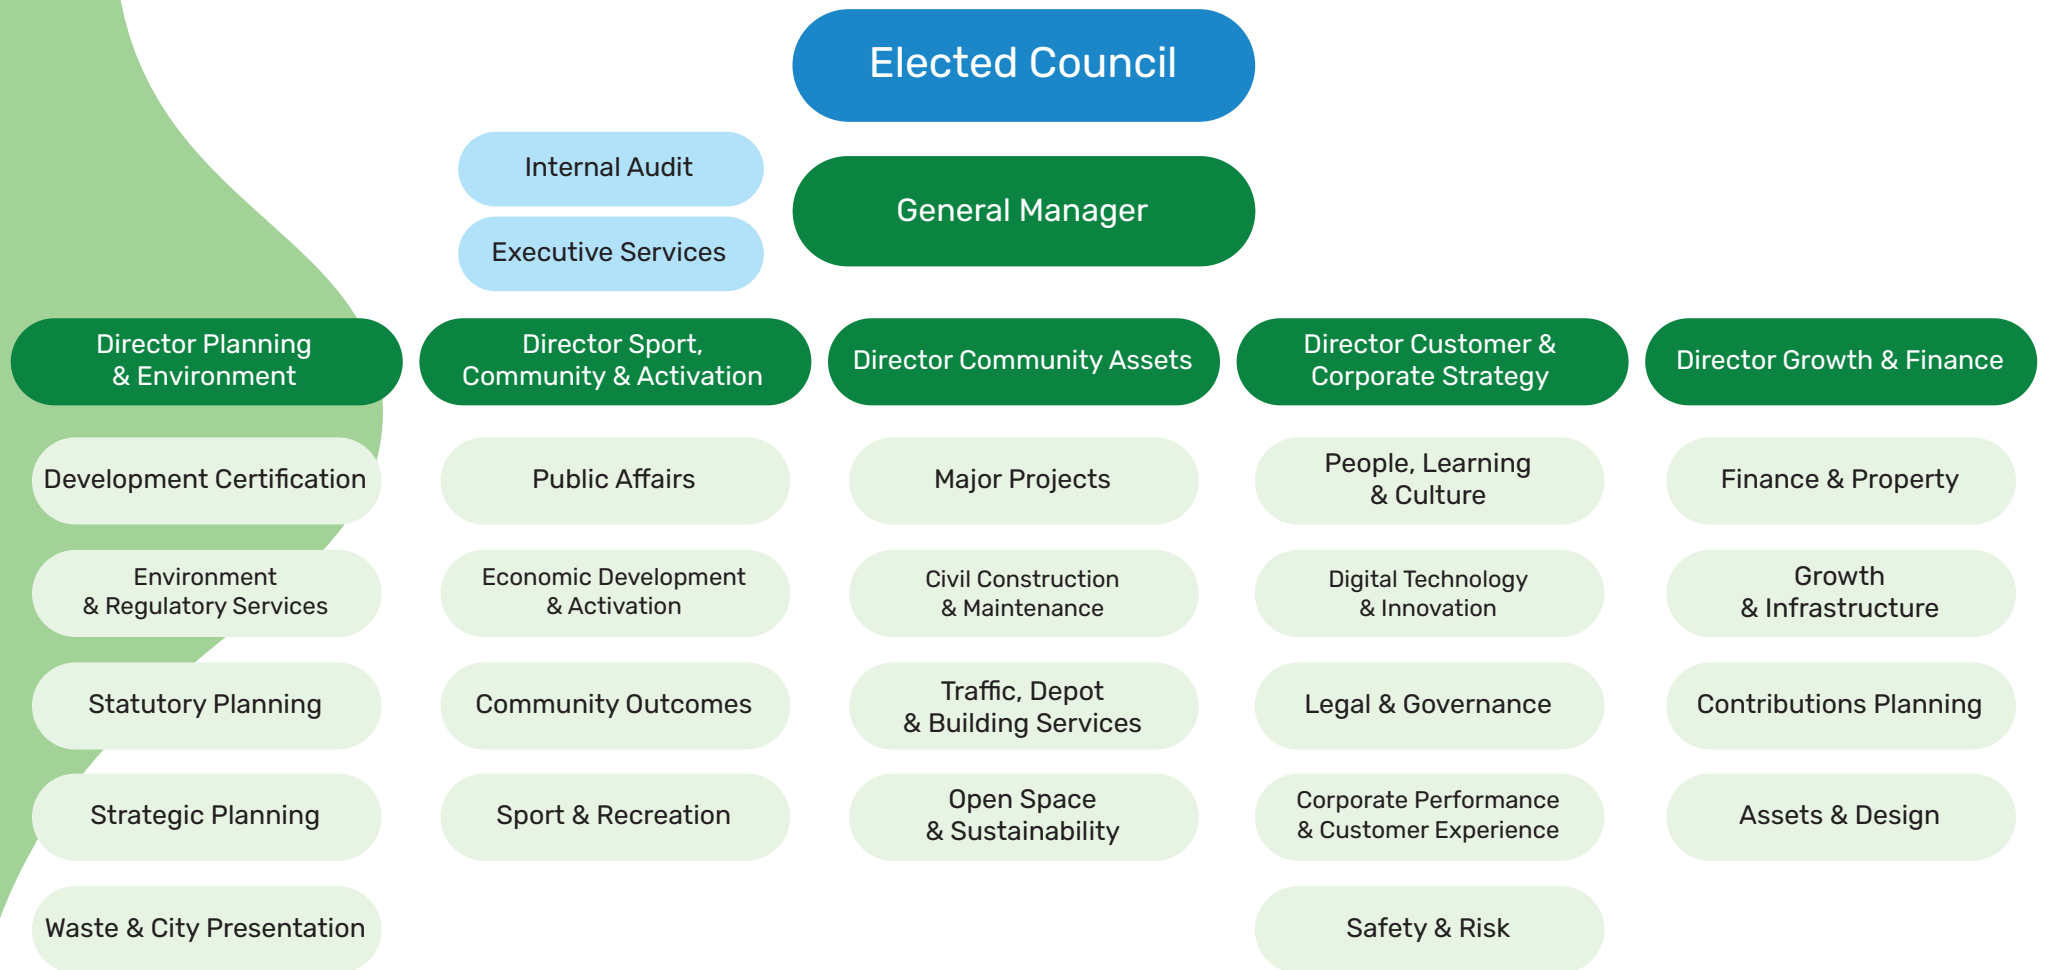 Elected Council
Internal Audit
General Manager
Executive Services
Director Planning
& Environment
Director Sport,
Community & Activation
Director Community Assets
Director Customer &
Corporate Strategy
Director Growth & Finance
Development Certification
Public Affairs
Major Projects
People, Learning
& Culture
Finance & Property
Environment
& Regulatory Services
Economic Development
& Activation
Civil Construction
& Maintenance
Digital Technology
& Innovation
Growth
& Infrastructure
Statutory Planning
Community Outcomes
Traffic, Depot
& Building Services
Legal & Governance
Contributions Planning
Strategic Planning
Sport & Recreation
Open Space
& Sustainability
Corporate Performance
& Customer Experience
Assets & Design
Waste & City Presentation
Safety & Risk